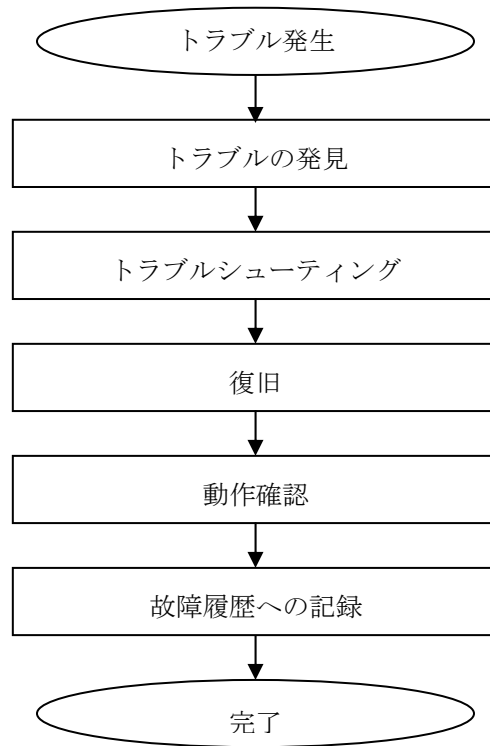 トラブル発生
トラブルの発見
トラブルシューティング
復旧
動作確認
故障履歴への記録
完了